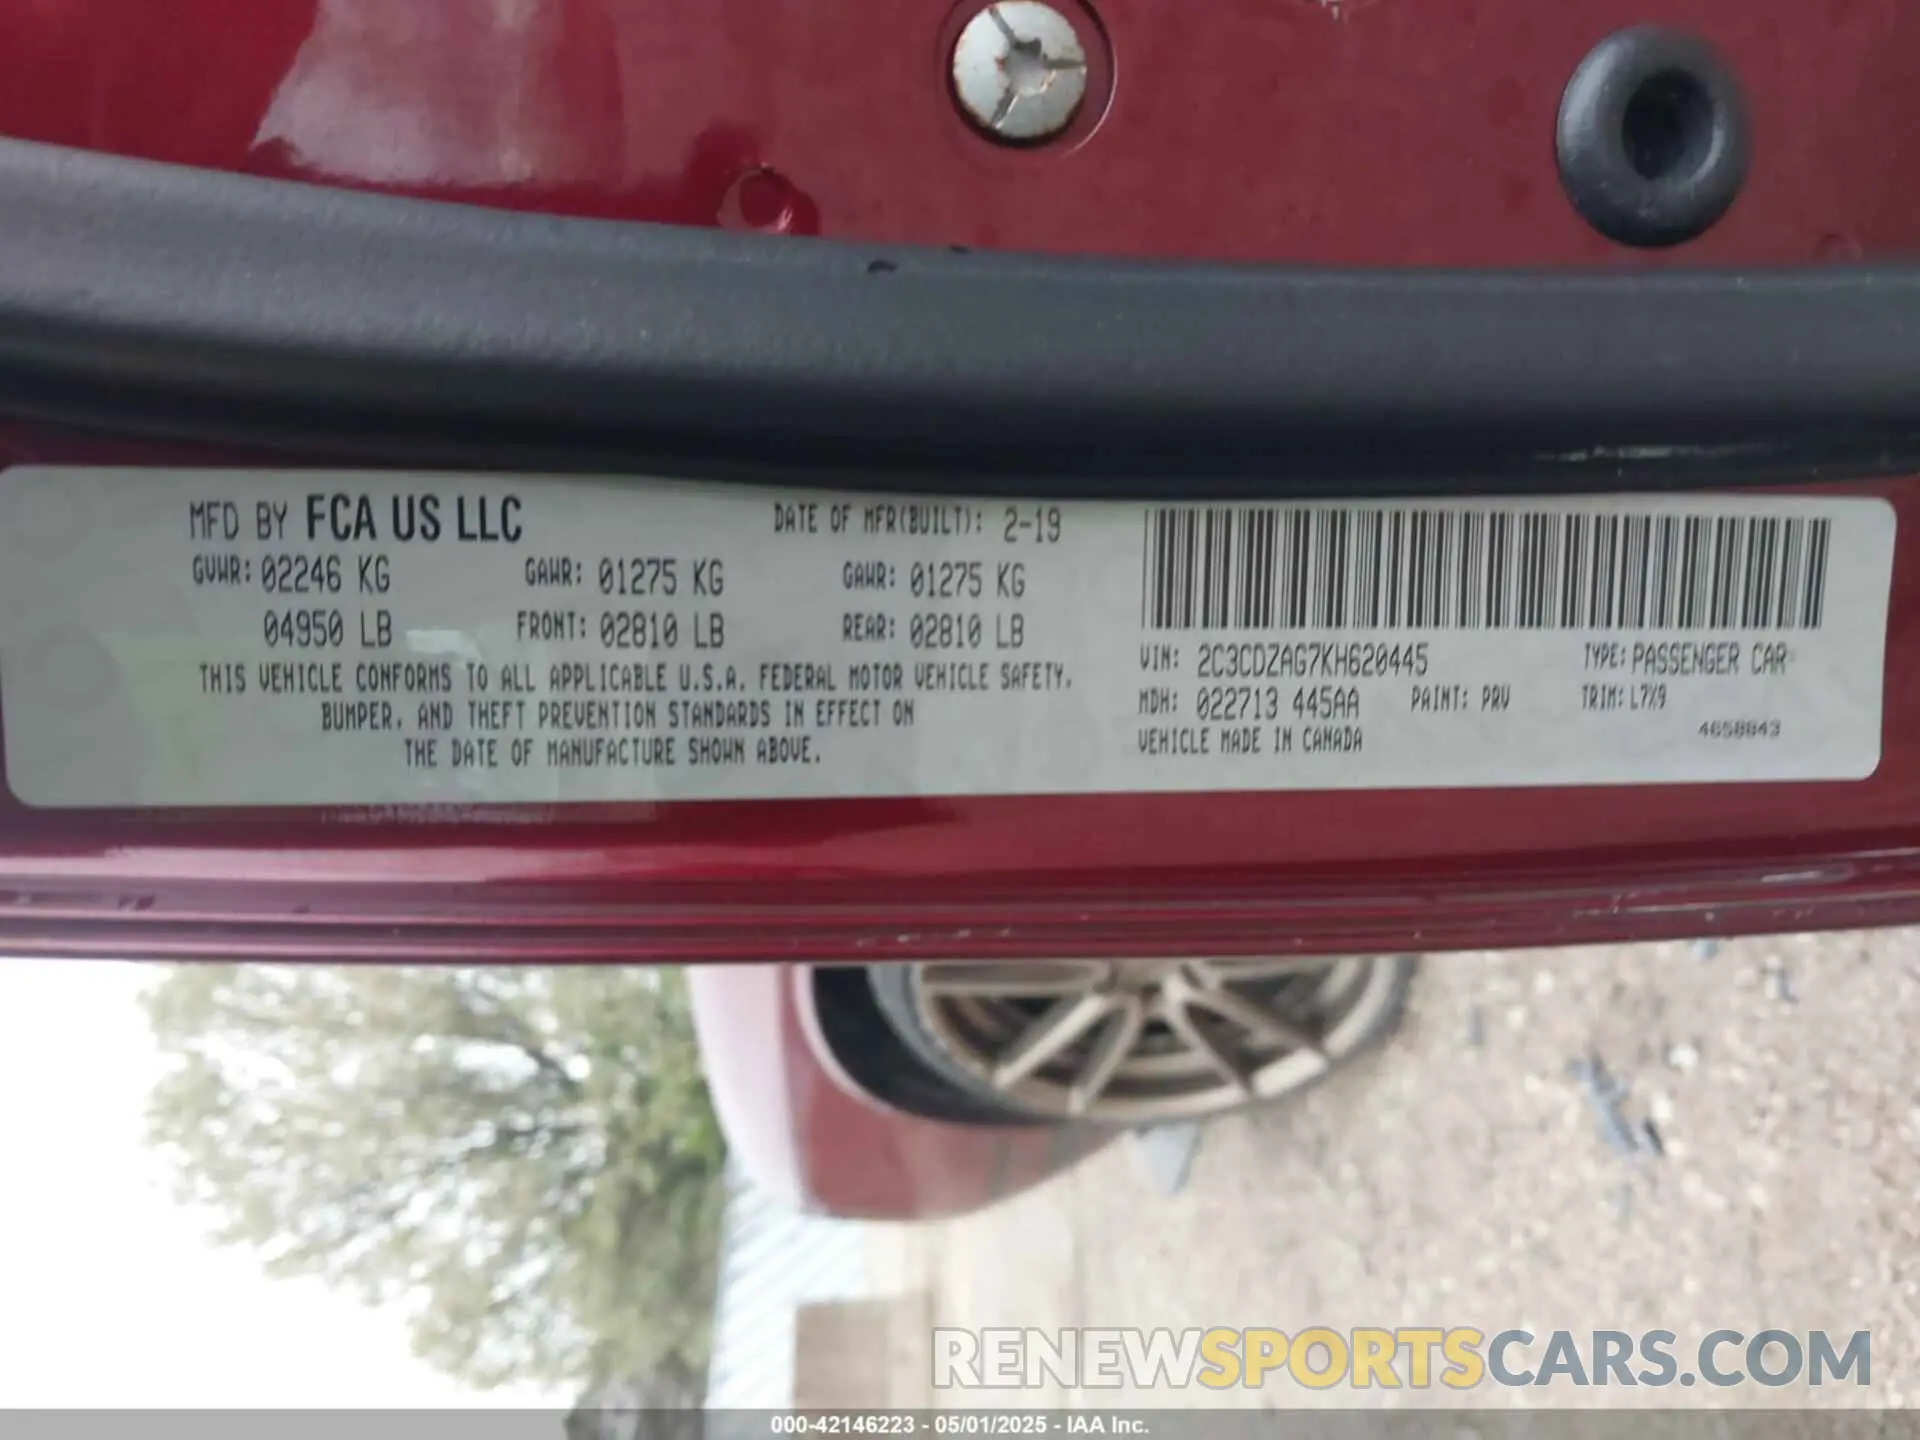 MFD BY FCA US LLC DATE OF MFR(BUILT): 2-19
GVWR: 02246 KG GAWR: 01275 KG GAWR: 01275 KG
04950 LB FRONT: 02810 LB REAR: 02810 LB
THIS VEHICLE CONFORMS TO ALL APPLICABLE U.S.A. FEDERAL MOTOR VEHICLE SAFETY,
BUMPER, AND THEFT PREVENTION STANDARDS IN EFFECT ON
THE DATE OF MANUFACTURE SHOWN ABOVE.
VIN: 2C3CDZAG7KH620445 TYPE: PASSENGER CAR
MDH: 022713 445AA PAINT: PRV TRIM: L7X9
VEHICLE MADE IN CANADA 4658843
RENEWSPORTSCARS.COM
000-42146223 - 05/01/2025 - IAA Inc.